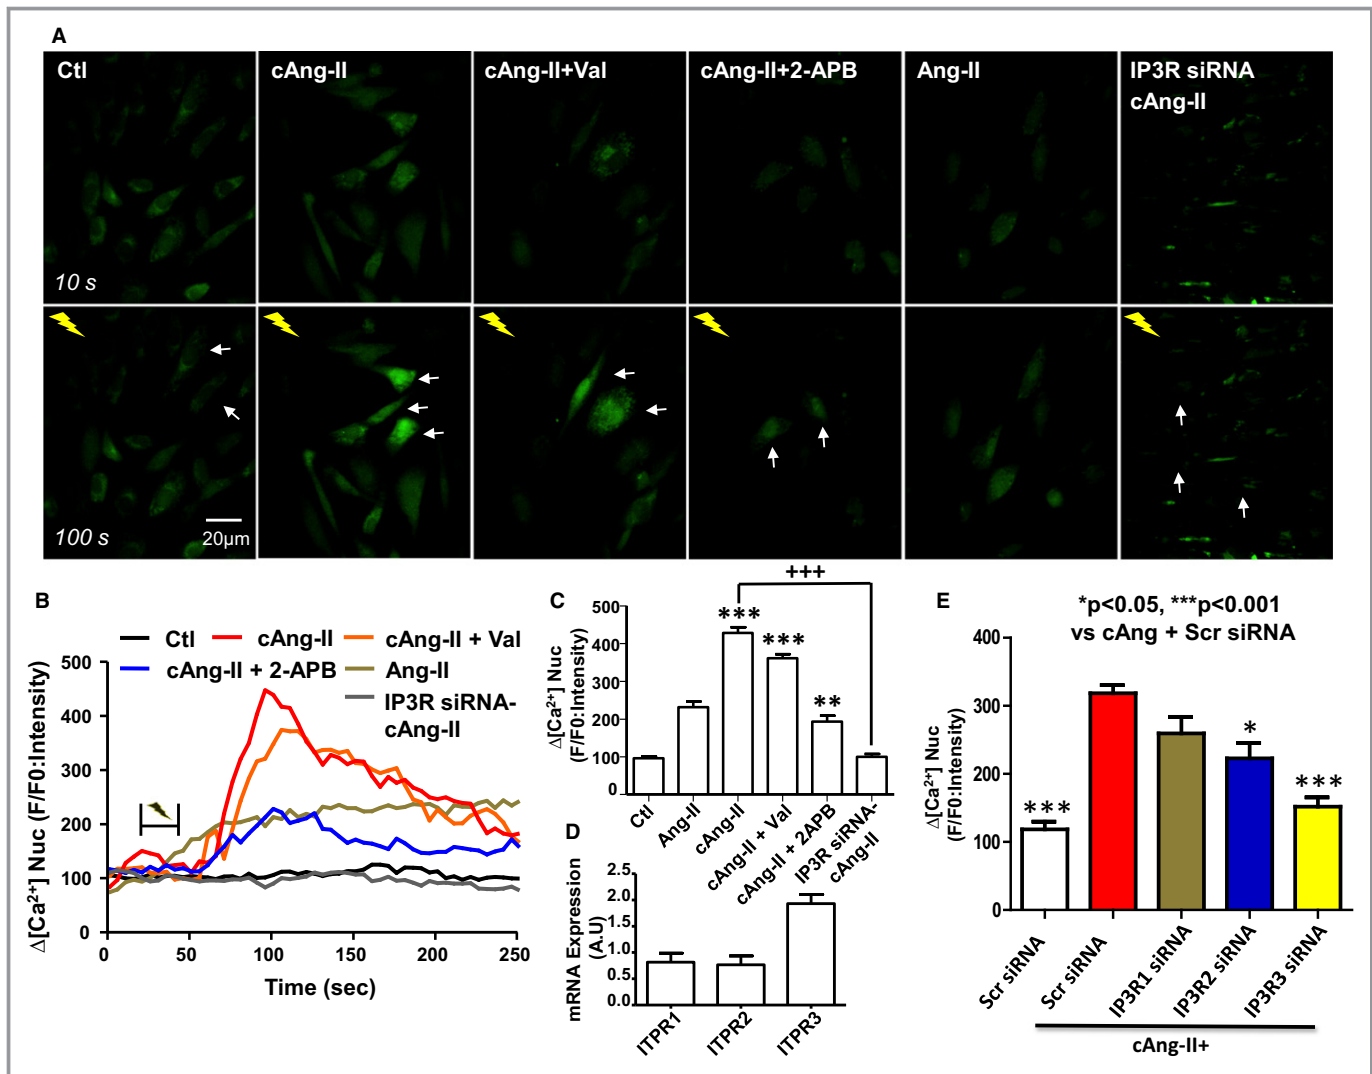 A
Ctl
cAng-II
cAng-II+Val
cAng-II+2-APB
Ang-II
IP3R siRNA
cAng-II
10 s
100 s
20μm
B
Ctl
cAng-II
cAng-II + Val
cAng-II + 2-APB
Ang-II
IP3R siRNA-
cAng-II
Δ[Ca²⁺] Nuc (F/F0:Intensity)
500
400
300
200
100
0
0
50
100
150
200
250
Time (sec)
C
+++
Δ[Ca²⁺] Nuc
(F/F0:Intensity)
500
400
300
200
100
0
***
***
**
Ctl
Ang-II
cAng-II
cAng-II + Val
cAng-II + 2APB
IP3R siRNA-
cAng-II
D
mRNA Expression
(A.U)
2.5
2.0
1.5
1.0
0.5
0.0
ITPR1
ITPR2
ITPR3
E
*p<0.05, ***p<0.001
vs cAng + Scr siRNA
Δ[Ca²⁺] Nuc
(F/F0:Intensity)
400
300
200
100
0
***
*
***
Scr siRNA
Scr siRNA
IP3R1 siRNA
IP3R2 siRNA
IP3R3 siRNA
cAng-II+